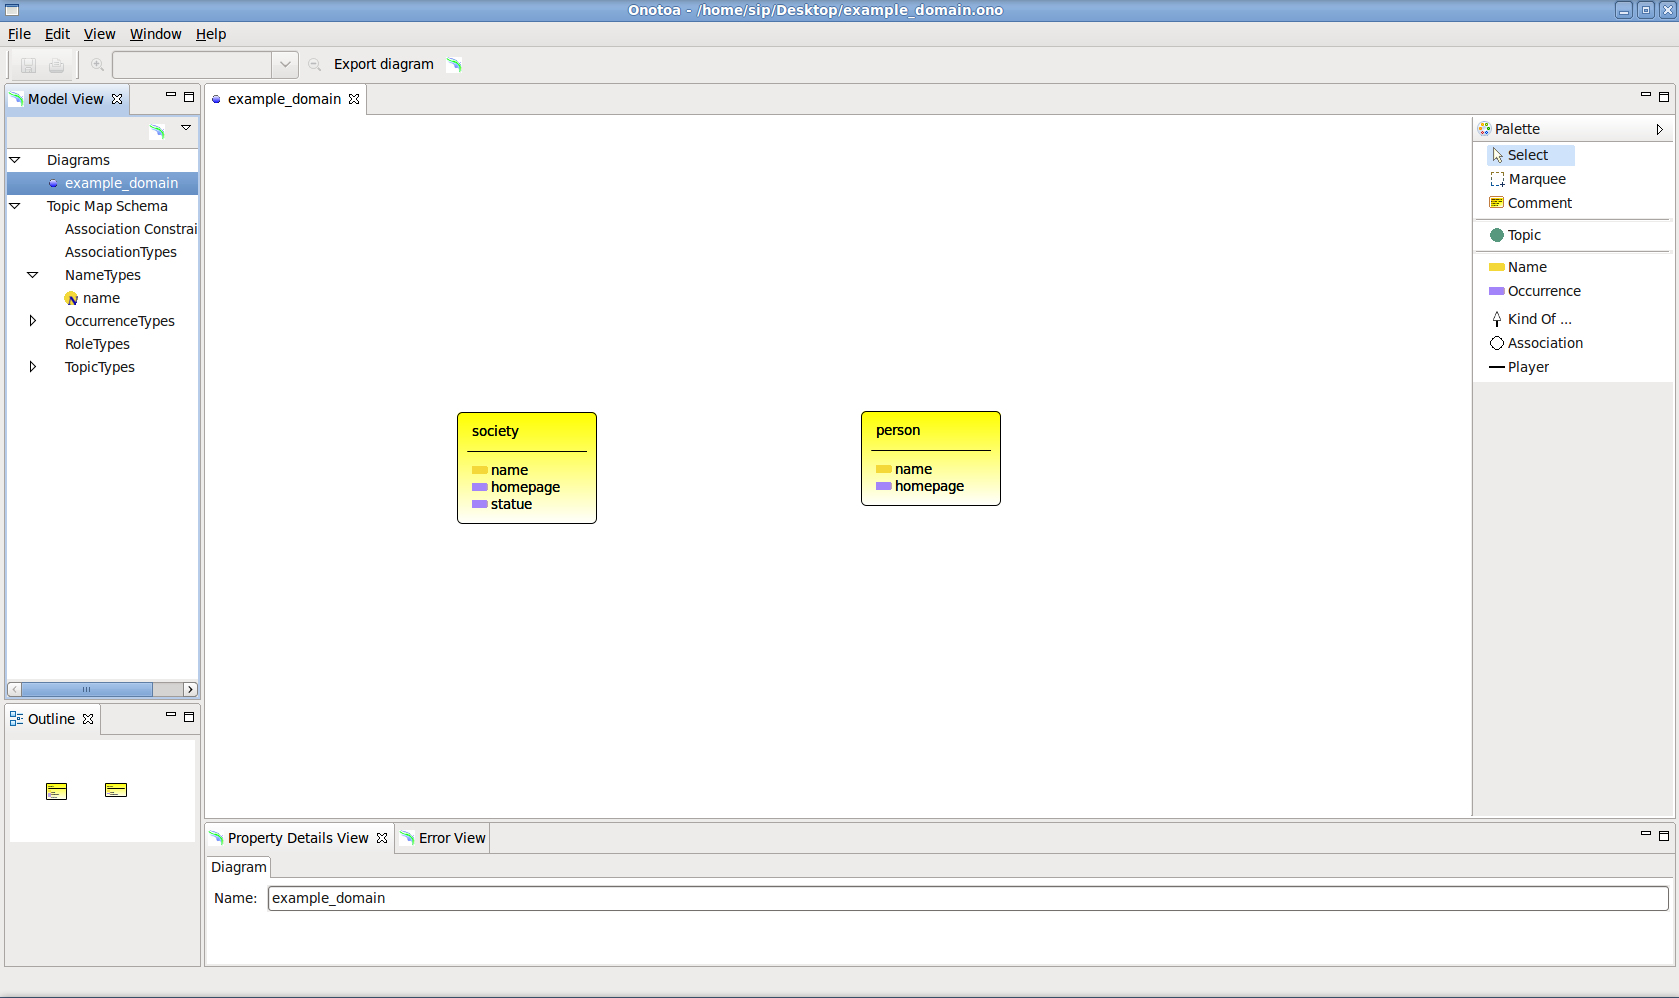 Onotoa - /home/sip/Desktop/example_domain.ono
File Edit View Window Help
Export diagram
Model View
example_domain
Diagrams
example_domain
Topic Map Schema
Association Constrai
AssociationTypes
NameTypes
N name
OccurrenceTypes
RoleTypes
TopicTypes
society
name
homepage
statue
person
name
homepage
Palette
Select
Marquee
Comment
Topic
Name
Occurrence
Kind Of ...
Association
Player
Outline
Property Details View
Error View
Diagram
Name: example_domain